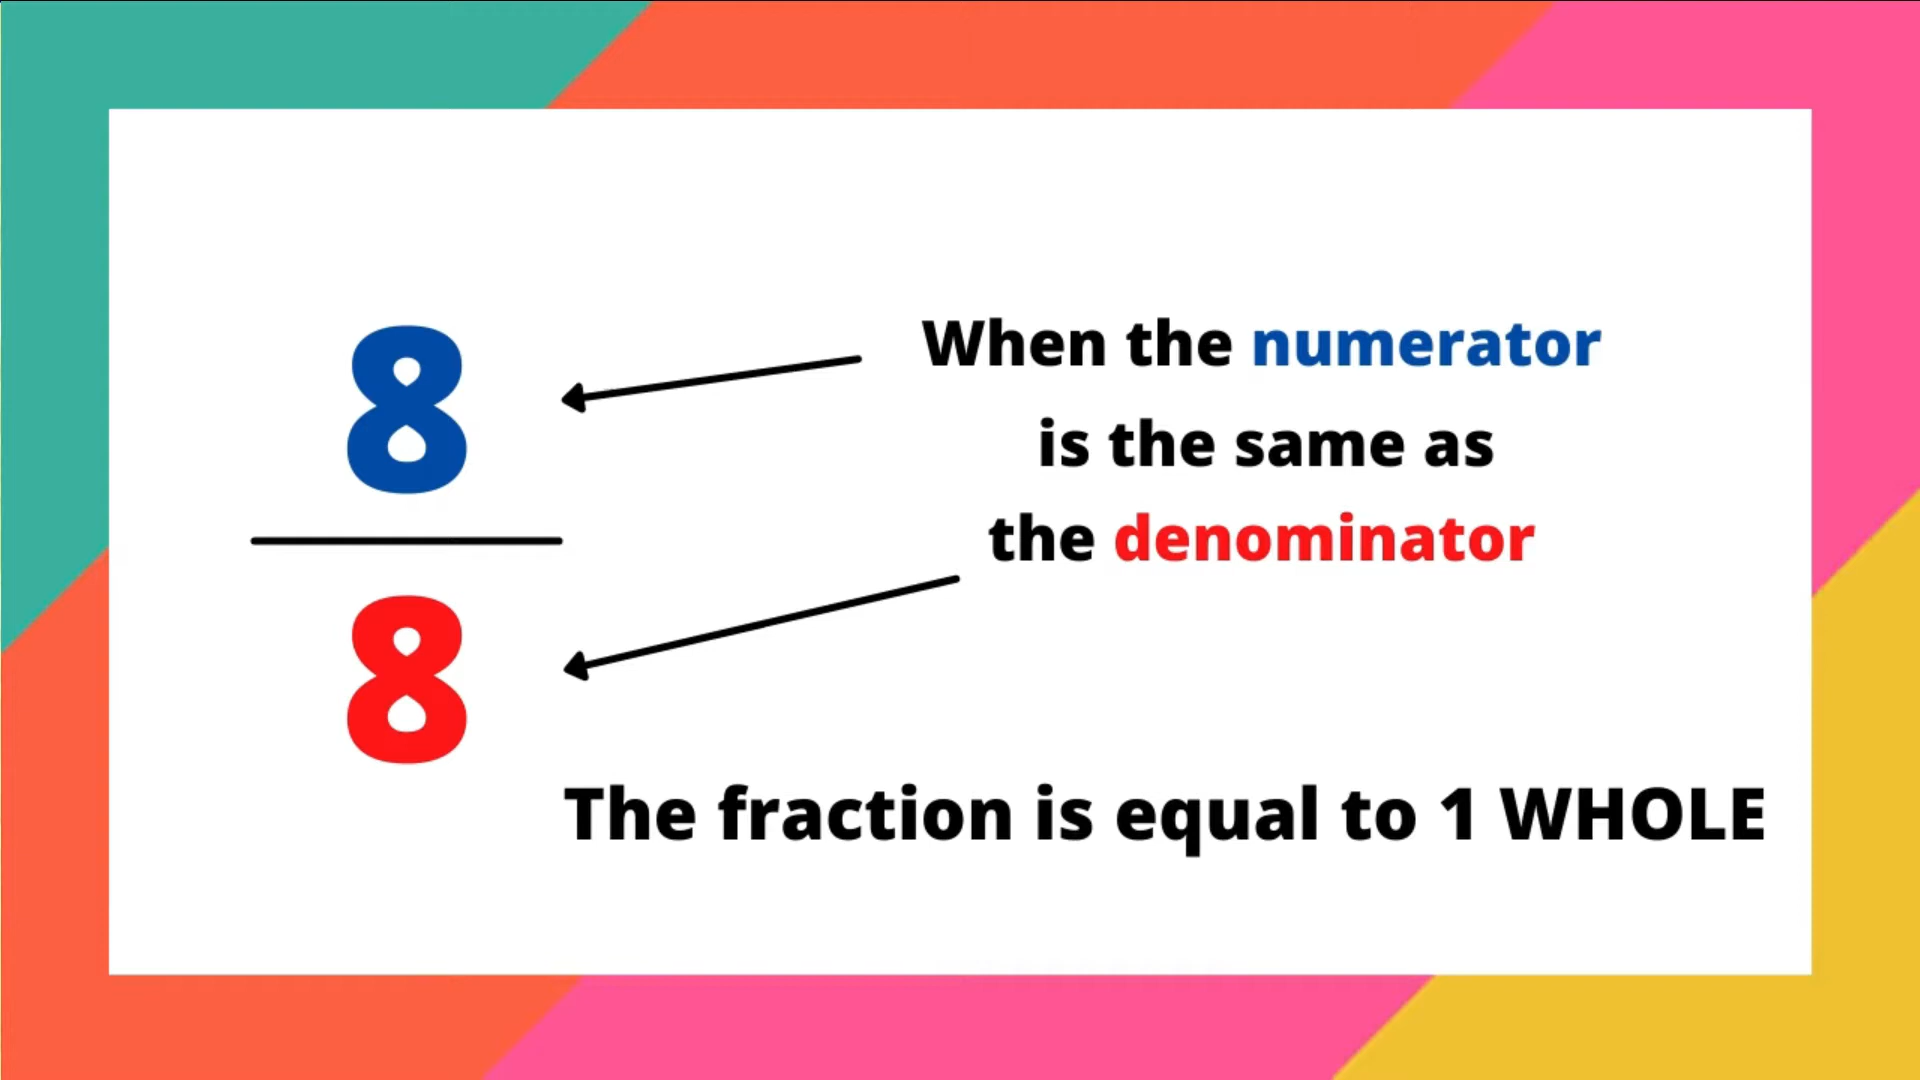 8
8
When the numerator
is the same as
the denominator
The fraction is equal to 1 WHOLE